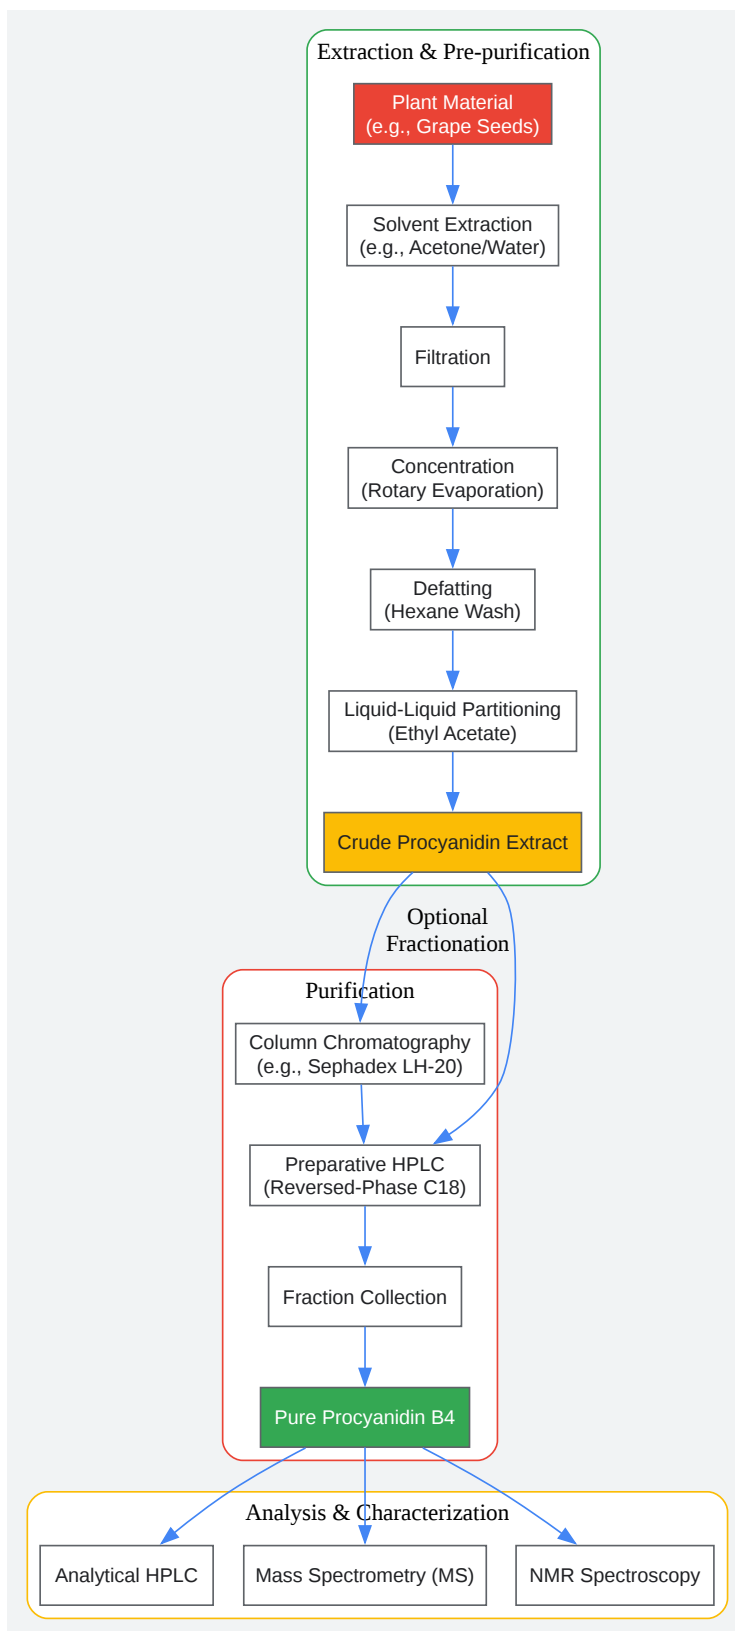 Extraction & Pre-purification
Plant Material
(e.g., Grape Seeds)
Solvent Extraction
(e.g., Acetone/Water)
Filtration
Concentration
(Rotary Evaporation)
Defatting
(Hexane Wash)
Liquid-Liquid Partitioning
(Ethyl Acetate)
Crude Procyanidin Extract
Optional
Fractionation
Purification
Column Chromatography
(e.g., Sephadex LH-20)
Preparative HPLC
(Reversed-Phase C18)
Fraction Collection
Pure Procyanidin B4
Analysis & Characterization
Analytical HPLC
Mass Spectrometry (MS)
NMR Spectroscopy